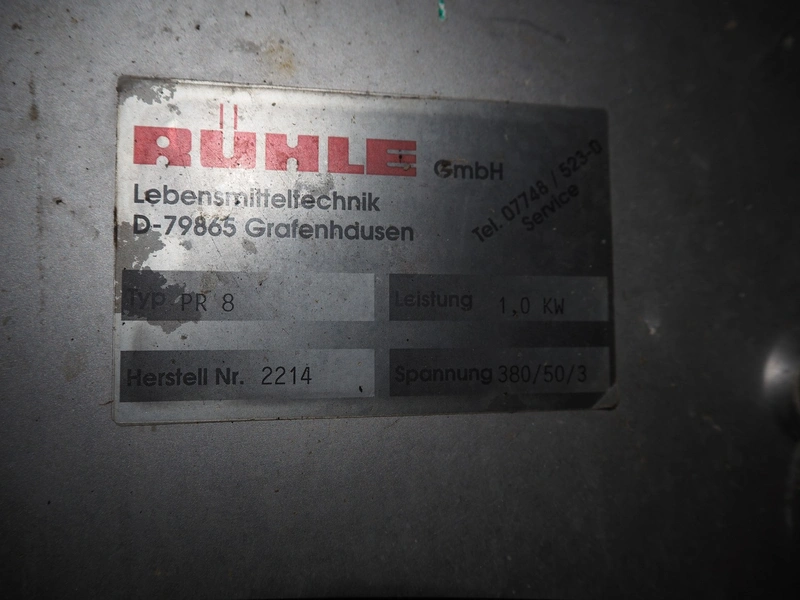 RÜHLE GmbH
Lebensmitteltechnik
D-79865 Grafenhausen
Tel. 07748 / 523-0
Service
Typ PR 8
Leistung 1.0 KW
Herstell Nr. 2214
Spannung 380/50/3